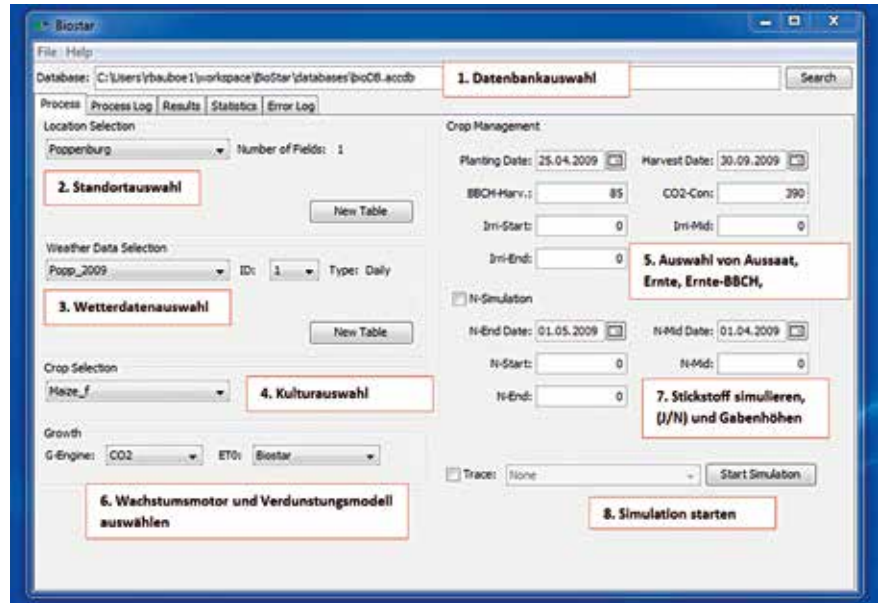 Biostar
File Help
Database: C:\Users\rbauboe1\workspace\BioStar\databases\bioDB.accdb
1. Datenbankauswahl
Search
Process Process Log Results Statistics Error Log
Location Selection
Poppenburg Number of Fields: 1
2. Standortauswahl
New Table
Weather Data Selection
Popp_2009 ID: 1 Type: Daily
3. Wetterdatenauswahl
New Table
Crop Selection
Maize_f
4. Kulturauswahl
Growth
G-Engine: CO2 ET0: Biostar
6. Wachstumsmotor und Verdunstungsmodell
auswählen
Crop Management
Planting Date: 25.04.2009 Harvest Date: 30.09.2009
BBCH-Harv.: 85 CO2-Con: 390
Irri-Start: 0 Irri-Mid: 0
Irri-End: 0
5. Auswahl von Aussaat,
Ernte, Ernte-BBCH,
N-Simulation
N-End Date: 01.05.2009 N-Mid Date: 01.04.2009
N-Start: 0 N-Mid: 0
N-End: 0
7. Stickstoff simulieren,
(J/N) und Gabenhöhen
Trace: None Start Simulation
8. Simulation starten